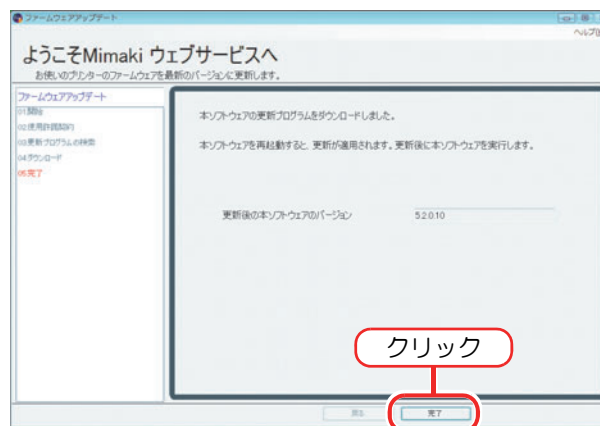 ファームウェアアップデート
ヘルプ(
ようこそMimaki ウェブサービスへ
お使いのプリンターのファームウェアを最新のバージョンに更新します。
ファームウェアアップデート
01開始
02使用許諾契約
03更新プログラムの検索
04ダウンロード
05完了
本ソフトウェアの更新プログラムをダウンロードしました。
本ソフトウェアを再起動すると、更新が適用されます。更新後に本ソフトウェアを実行します。
更新後の本ソフトウェアのバージョン 5.2.0.10
クリック
戻る 完了